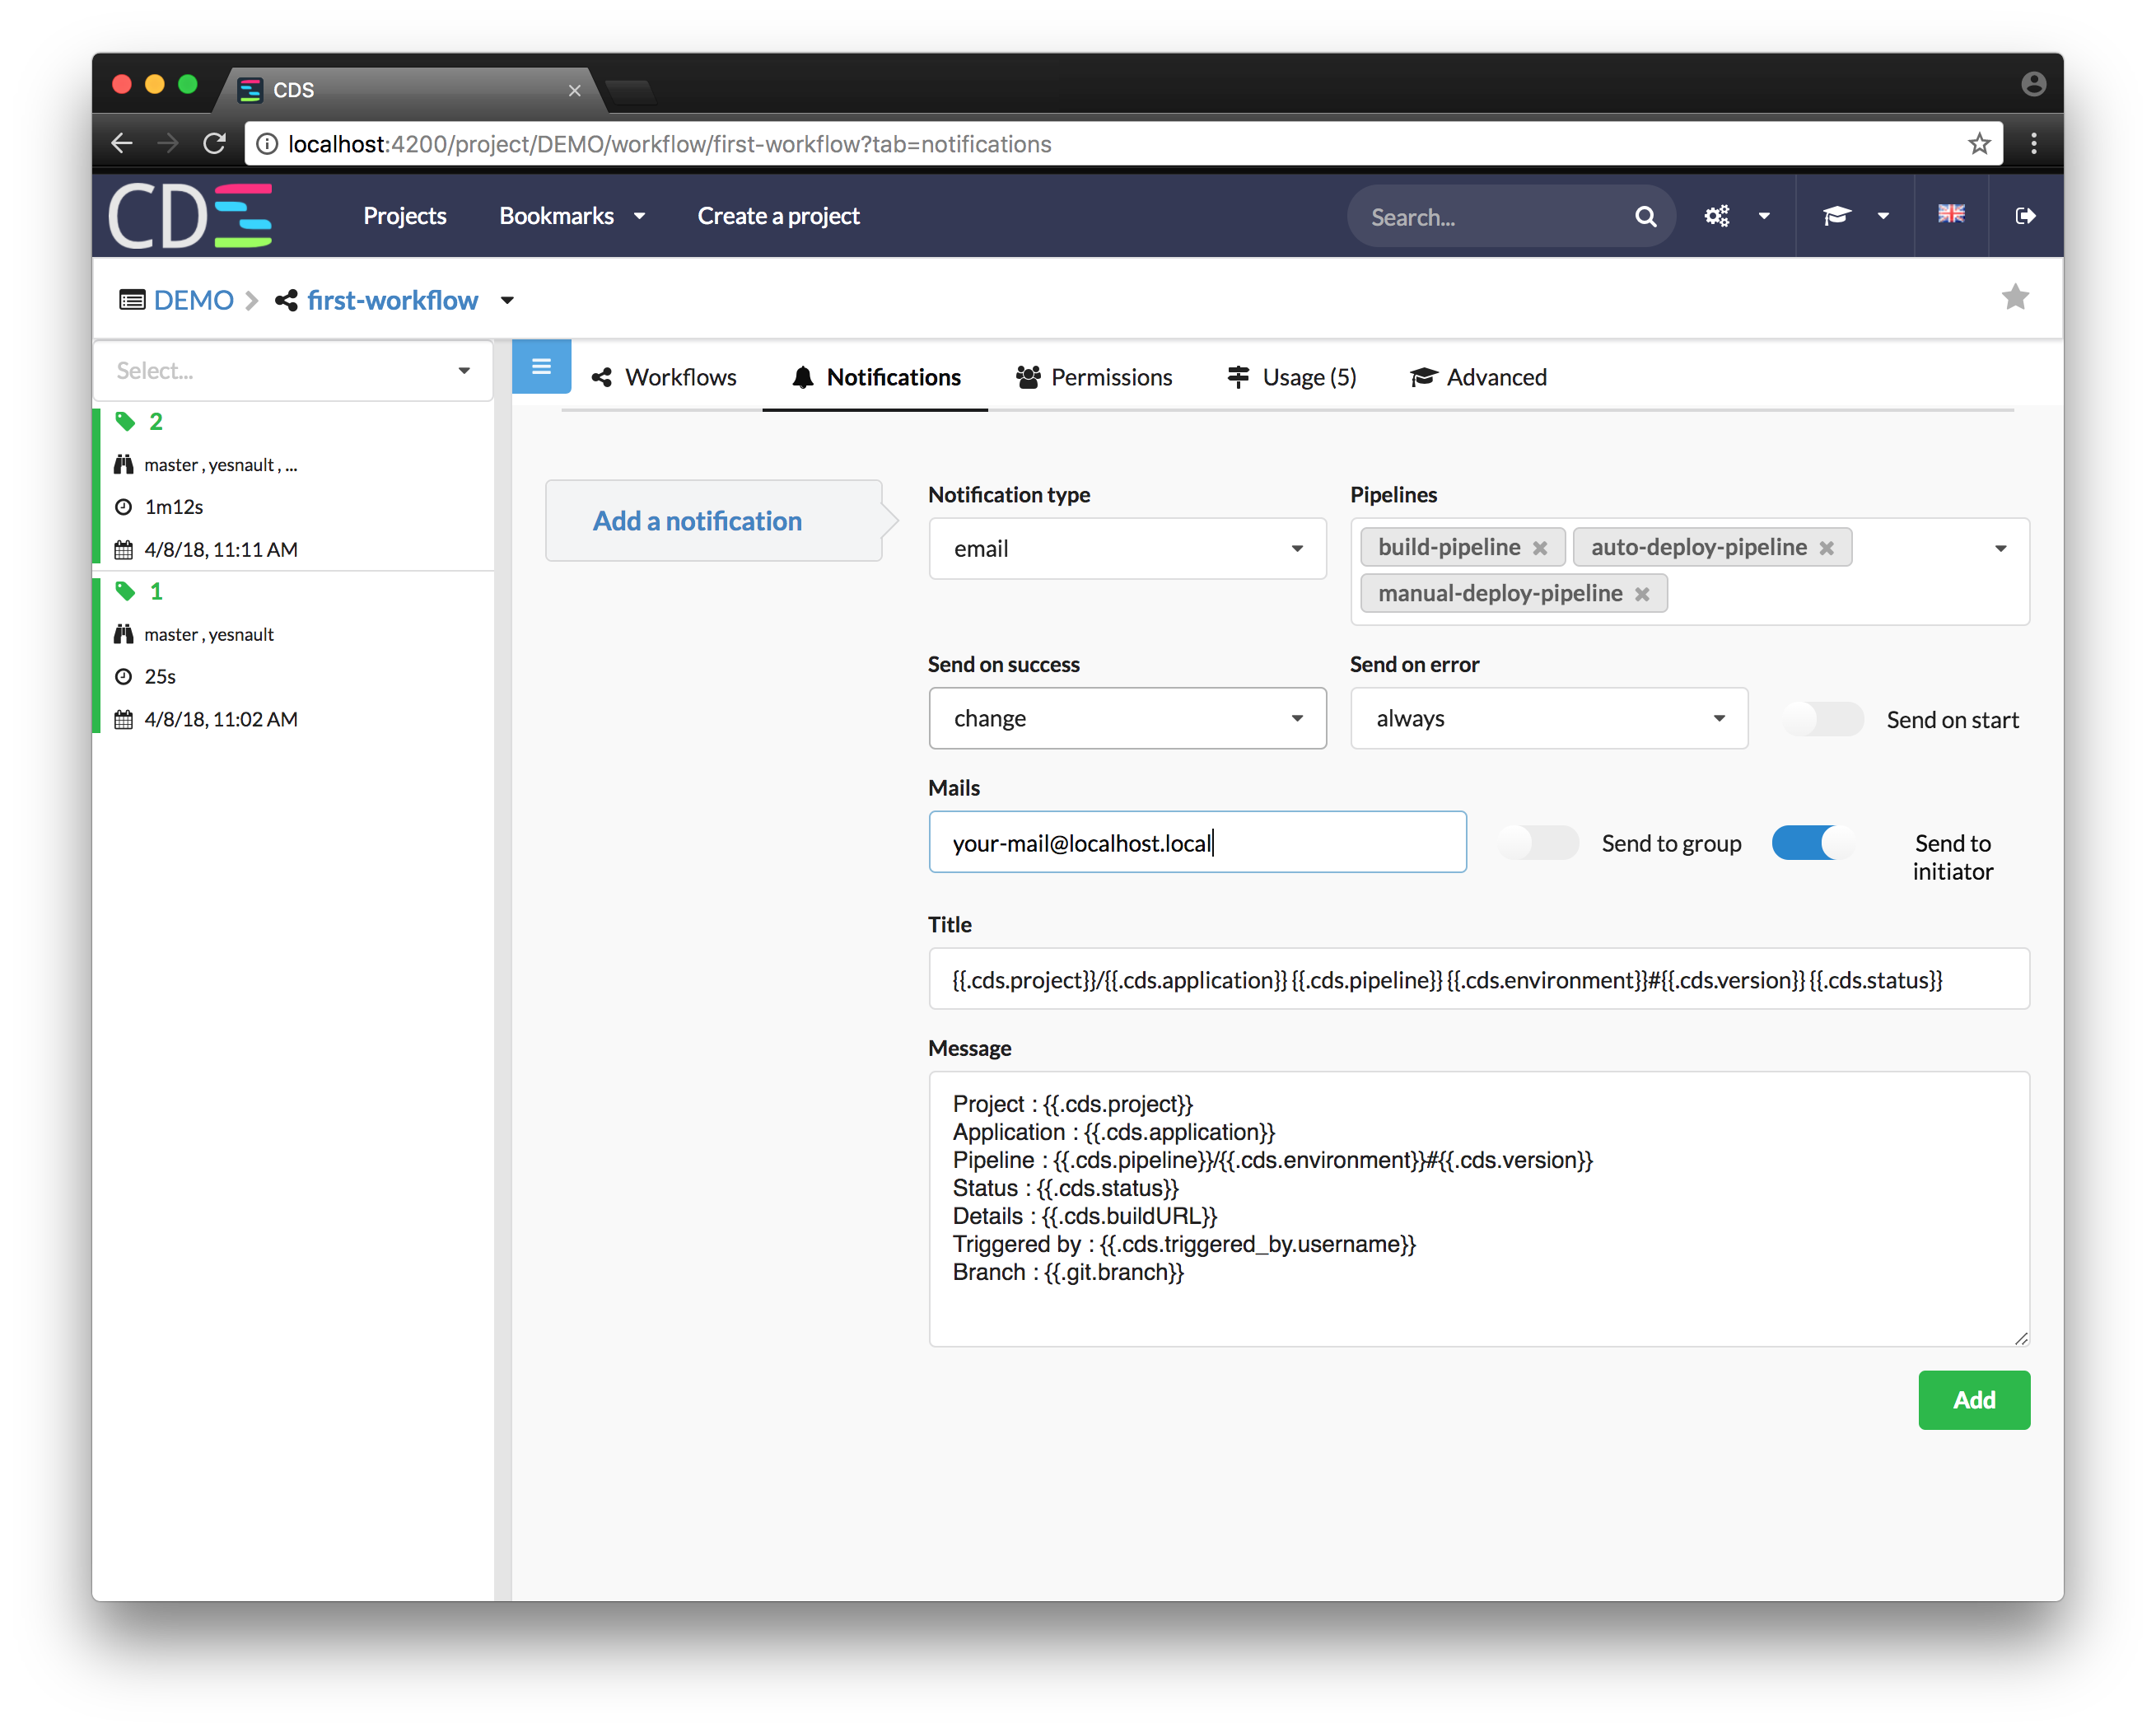 CDS
localhost:4200/project/DEMO/workflow/first-workflow?tab=notifications
CDS Projects Bookmarks Create a project Search...
DEMO first-workflow
Select...
Workflows Notifications Permissions Usage (5) Advanced
2
master , yesnault , ...
1m12s
4/8/18, 11:11 AM
1
master , yesnault
25s
4/8/18, 11:02 AM
Add a notification
Notification type Pipelines
email build-pipeline auto-deploy-pipeline
manual-deploy-pipeline
Send on success Send on error
change always Send on start
Mails
your-mail@localhost.local Send to group Send to
initiator
Title
{{.cds.project}}/{{.cds.application}} {{.cds.pipeline}} {{.cds.environment}}#{{.cds.version}} {{.cds.status}}
Message
Project : {{.cds.project}}
Application : {{.cds.application}}
Pipeline : {{.cds.pipeline}}/{{.cds.environment}}#{{.cds.version}}
Status : {{.cds.status}}
Details : {{.cds.buildURL}}
Triggered by : {{.cds.triggered_by.username}}
Branch : {{.git.branch}}
Add